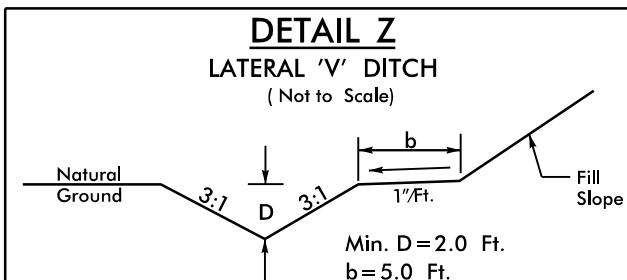 DETAIL Z
LATERAL 'V' DITCH
( Not to Scale)
b
Natural
Ground
3:1
D
3:1
1"/Ft.
Fill
Slope
Min. D=2.0 Ft.
b=5.0 Ft.